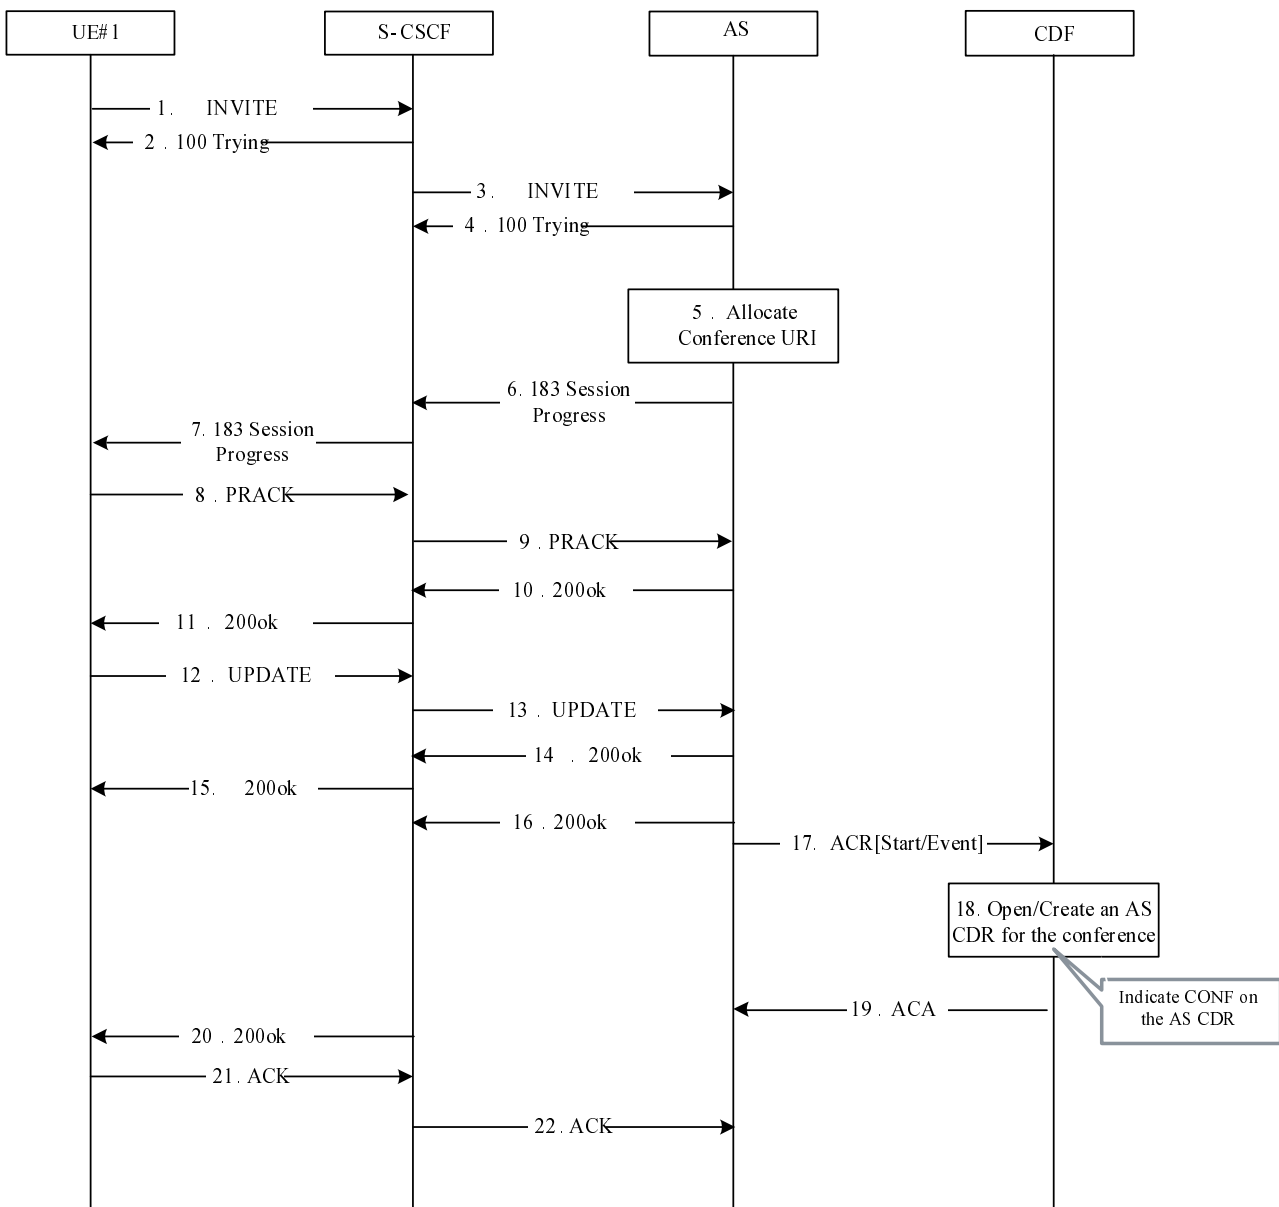 UE#1
S-CSCF
AS
CDF
1. INVITE
2. 100 Trying
3. INVITE
4. 100 Trying
5. Allocate
Conference URI
6. 183 Session
Progress
7. 183 Session
Progress
8. PRACK
9. PRACK
10. 200ok
11. 200ok
12. UPDATE
13. UPDATE
14. 200ok
15. 200ok
16. 200ok
17. ACR[Start/Event]
18. Open/Create an AS
CDR for the conference
Indicate CONF on
the AS CDR
19. ACA
20. 200ok
21. ACK
22. ACK